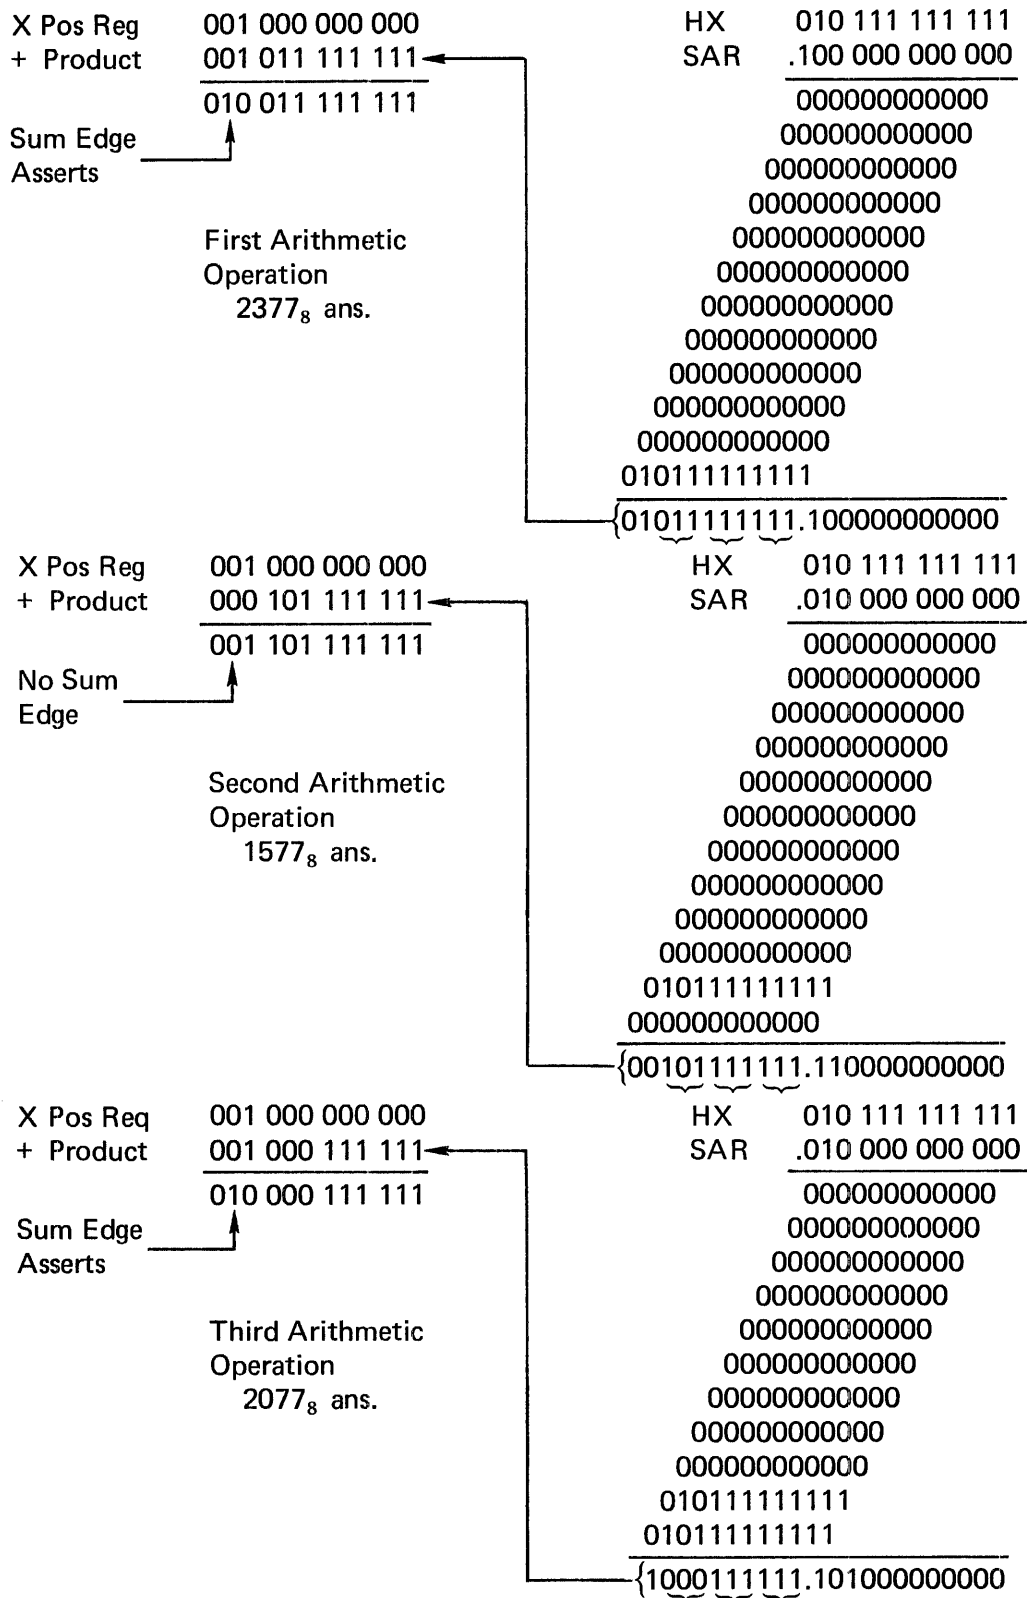 X Pos Reg 001 000 000 000
+ Product 001 011 111 111
010 011 111 111
Sum Edge
Asserts
First Arithmetic
Operation
2377₈ ans.
HX 010 111 111 111
SAR .100 000 000 000
000000000000
000000000000
000000000000
000000000000
000000000000
000000000000
000000000000
000000000000
000000000000
000000000000
000000000000
010111111111
{01011111111.100000000000
X Pos Reg 001 000 000 000
+ Product 000 101 111 111
001 101 111 111
No Sum
Edge
Second Arithmetic
Operation
1577₈ ans.
HX 010 111 111 111
SAR .010 000 000 000
000000000000
000000000000
000000000000
000000000000
000000000000
000000000000
000000000000
000000000000
000000000000
000000000000
010111111111
000000000000
{00101111111.110000000000
X Pos Req 001 000 000 000
+ Product 001 000 111 111
010 000 111 111
Sum Edge
Asserts
Third Arithmetic
Operation
2077₈ ans.
HX 010 111 111 111
SAR .010 000 000 000
000000000000
000000000000
000000000000
000000000000
000000000000
000000000000
000000000000
000000000000
000000000000
010111111111
010111111111
{1000111111.101000000000